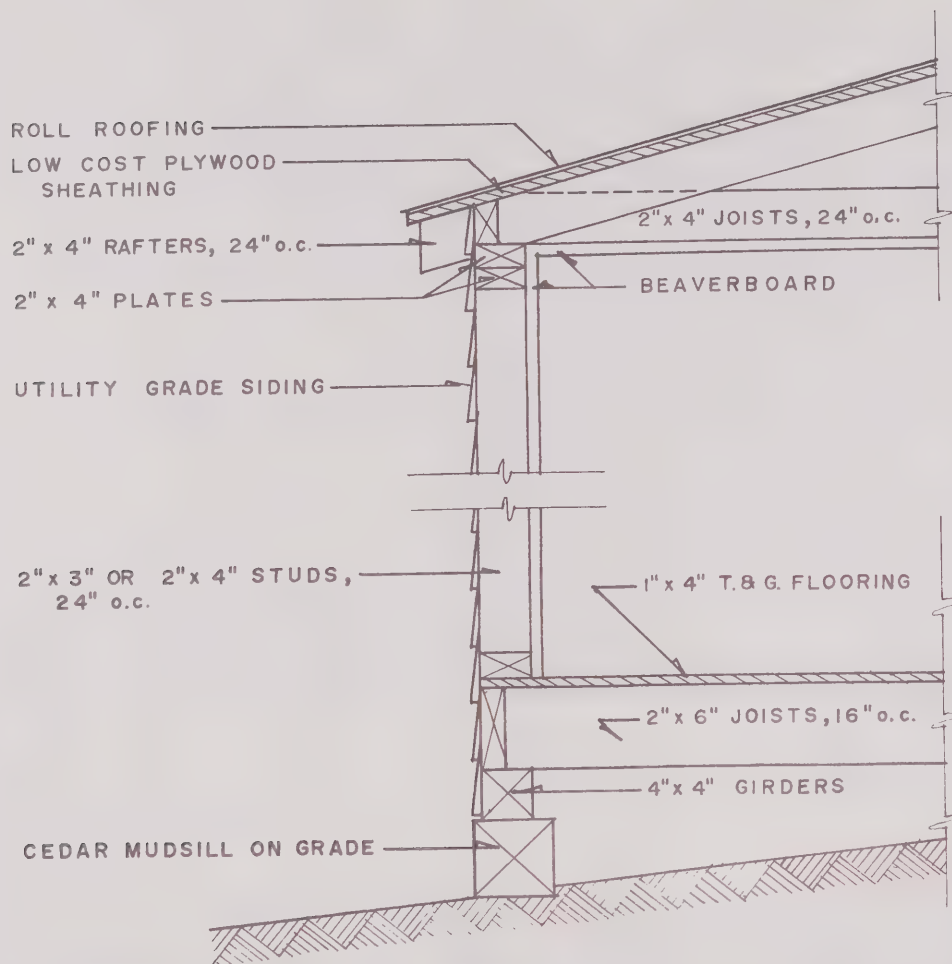 ROLL ROOFING
LOW COST PLYWOOD
SHEATHING
2" x 4" RAFTERS, 24" o.c.
2" x 4" PLATES
2" x 4" JOISTS, 24" o.c.
BEAVERBOARD
UTILITY GRADE SIDING
2" x 3" OR 2" x 4" STUDS,
24" o.c.
1" x 4" T. & G. FLOORING
2" x 6" JOISTS, 16" o.c.
4" x 4" GIRDERS
CEDAR MUDSILL ON GRADE